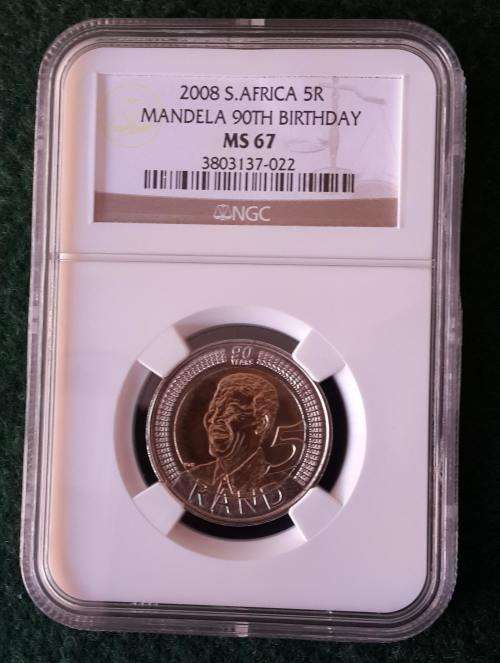 2008 S.AFRICA 5R
MANDELA 90TH BIRTHDAY
MS 67
3803137-022
NGC
90
YEARS
5
RAND